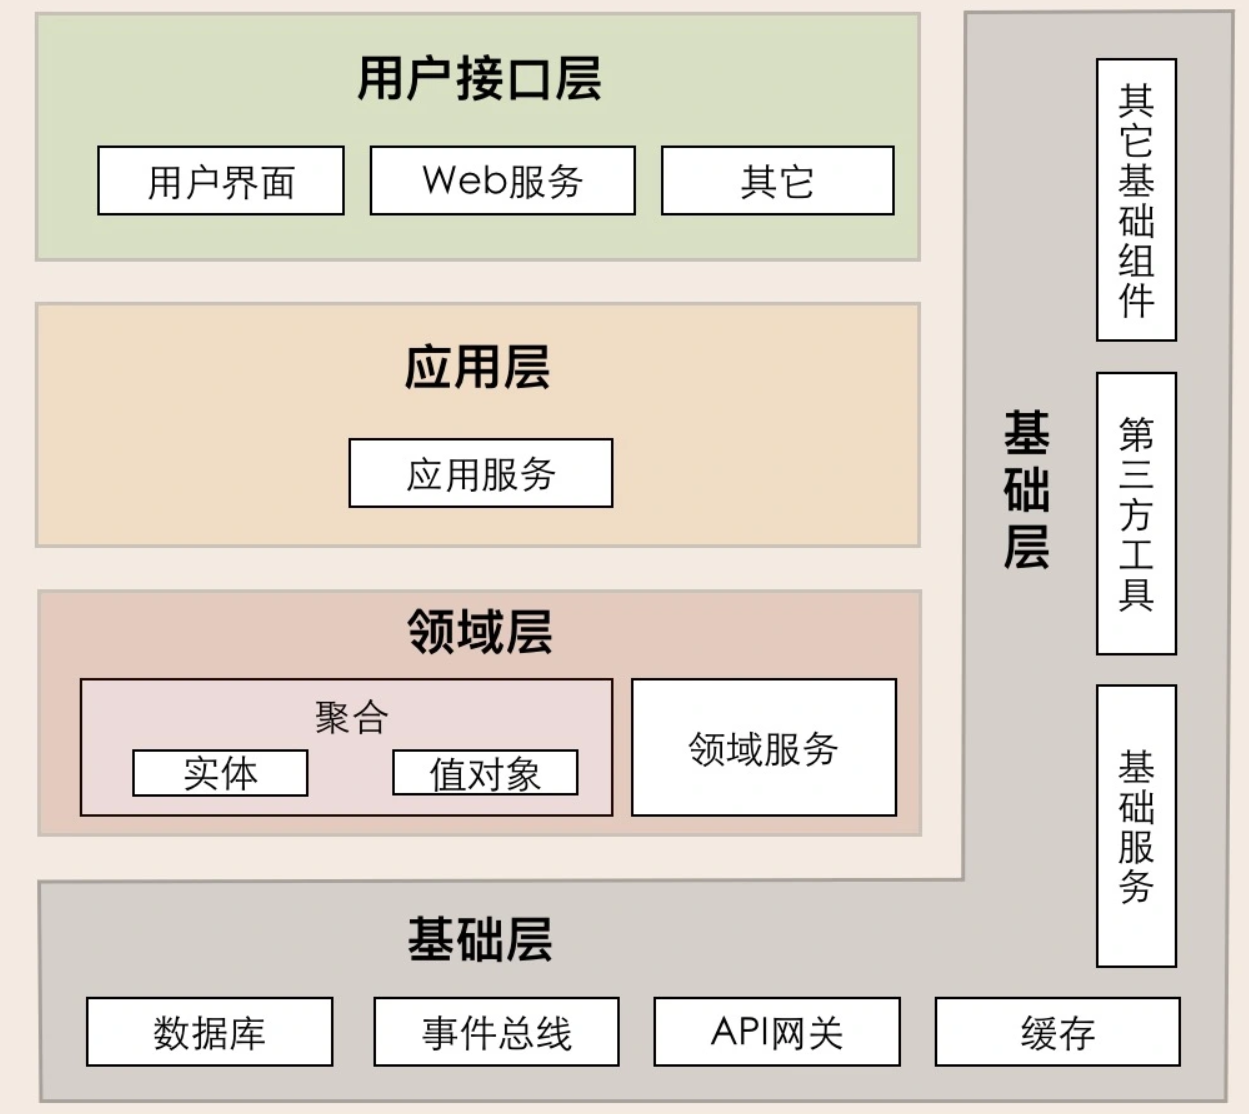 用户接口层
用户界面
Web服务
其它
应用层
应用服务
领域层
聚合
实体
值对象
领域服务
基础层
其它基础组件
第三方工具
基础服务
基础层
数据库
事件总线
API网关
缓存